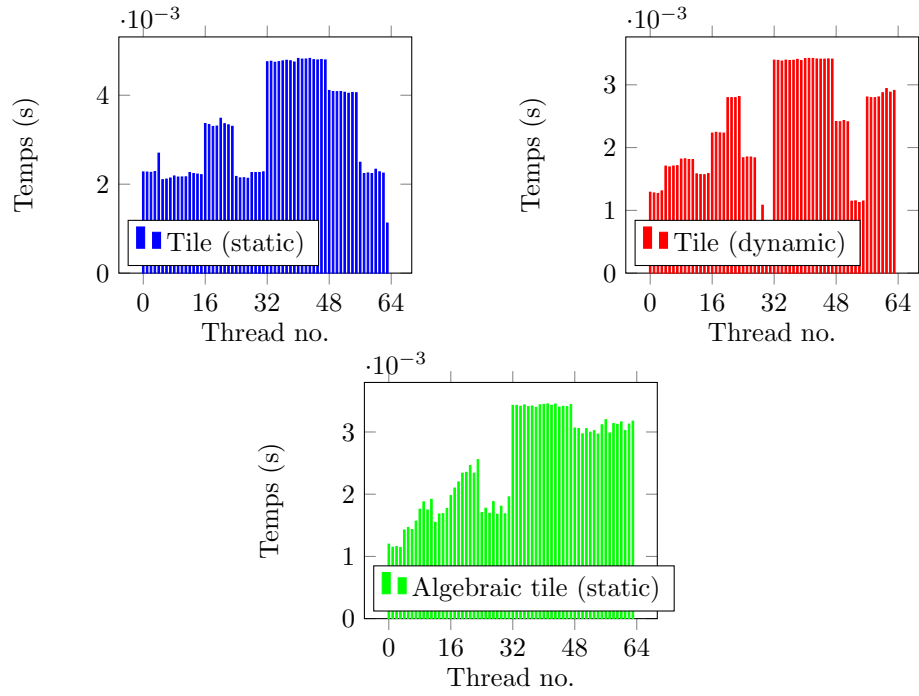 ·10−3
Temps (s)
4
2
0
Tile (static)
0 16 32 48 64
Thread no.
·10−3
Temps (s)
3
2
1
0
Tile (dynamic)
0 16 32 48 64
Thread no.
·10−3
Temps (s)
3
2
1
0
Algebraic tile (static)
0 16 32 48 64
Thread no.